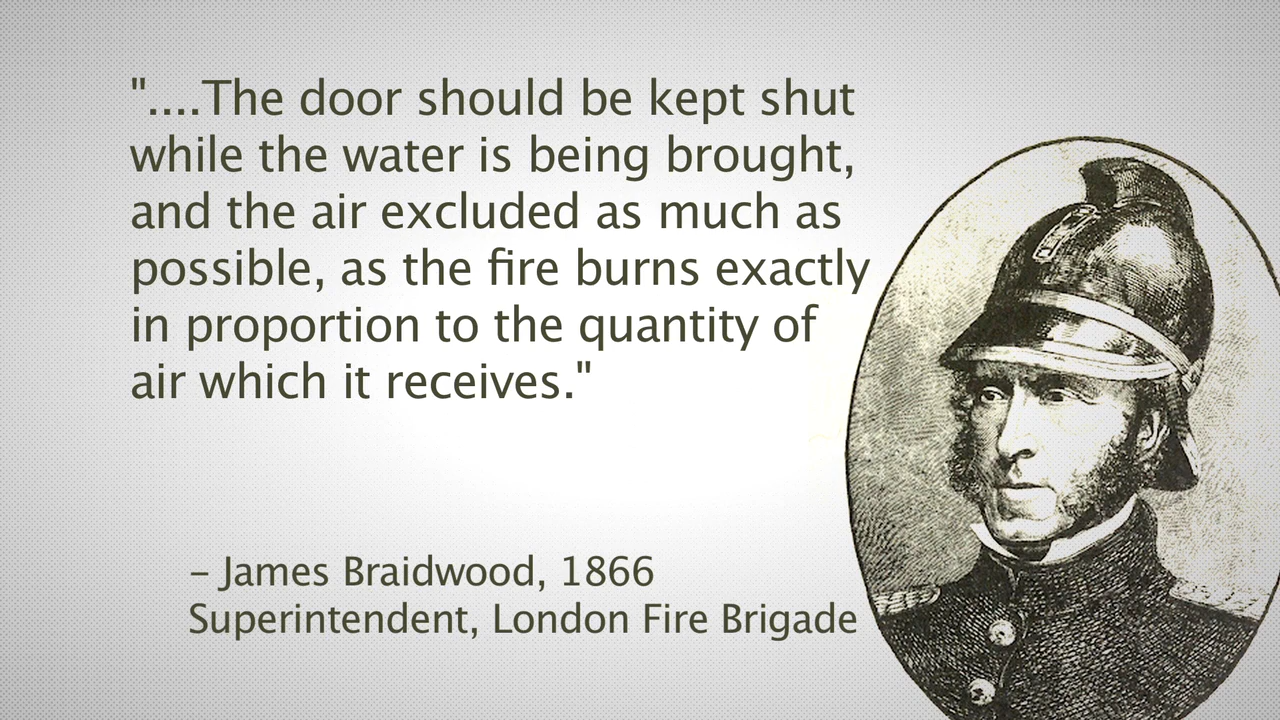 "....The door should be kept shut
while the water is being brought,
and the air excluded as much as
possible, as the fire burns exactly
in proportion to the quantity of
air which it receives."
– James Braidwood, 1866
Superintendent, London Fire Brigade